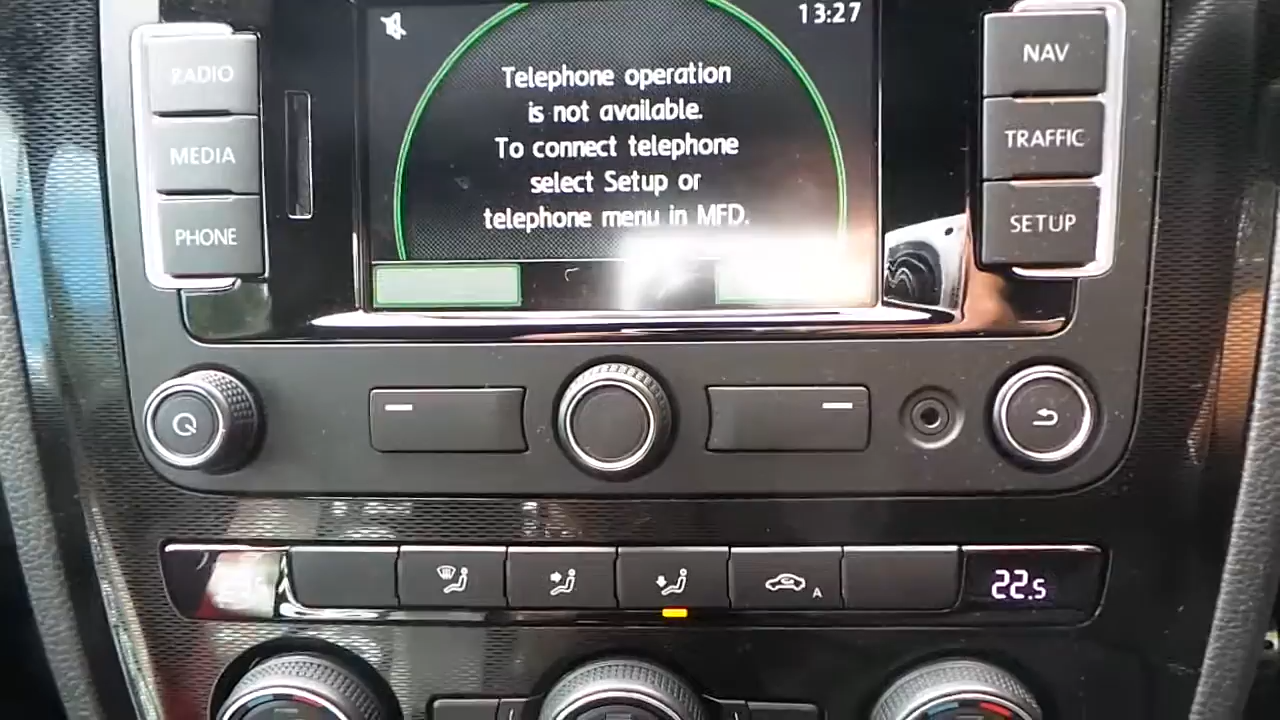 13:27
RADIO
MEDIA
PHONE
Telephone operation
is not available.
To connect telephone
select Setup or
telephone menu in MFD.
NAV
TRAFFIC
SETUP
A
22.5